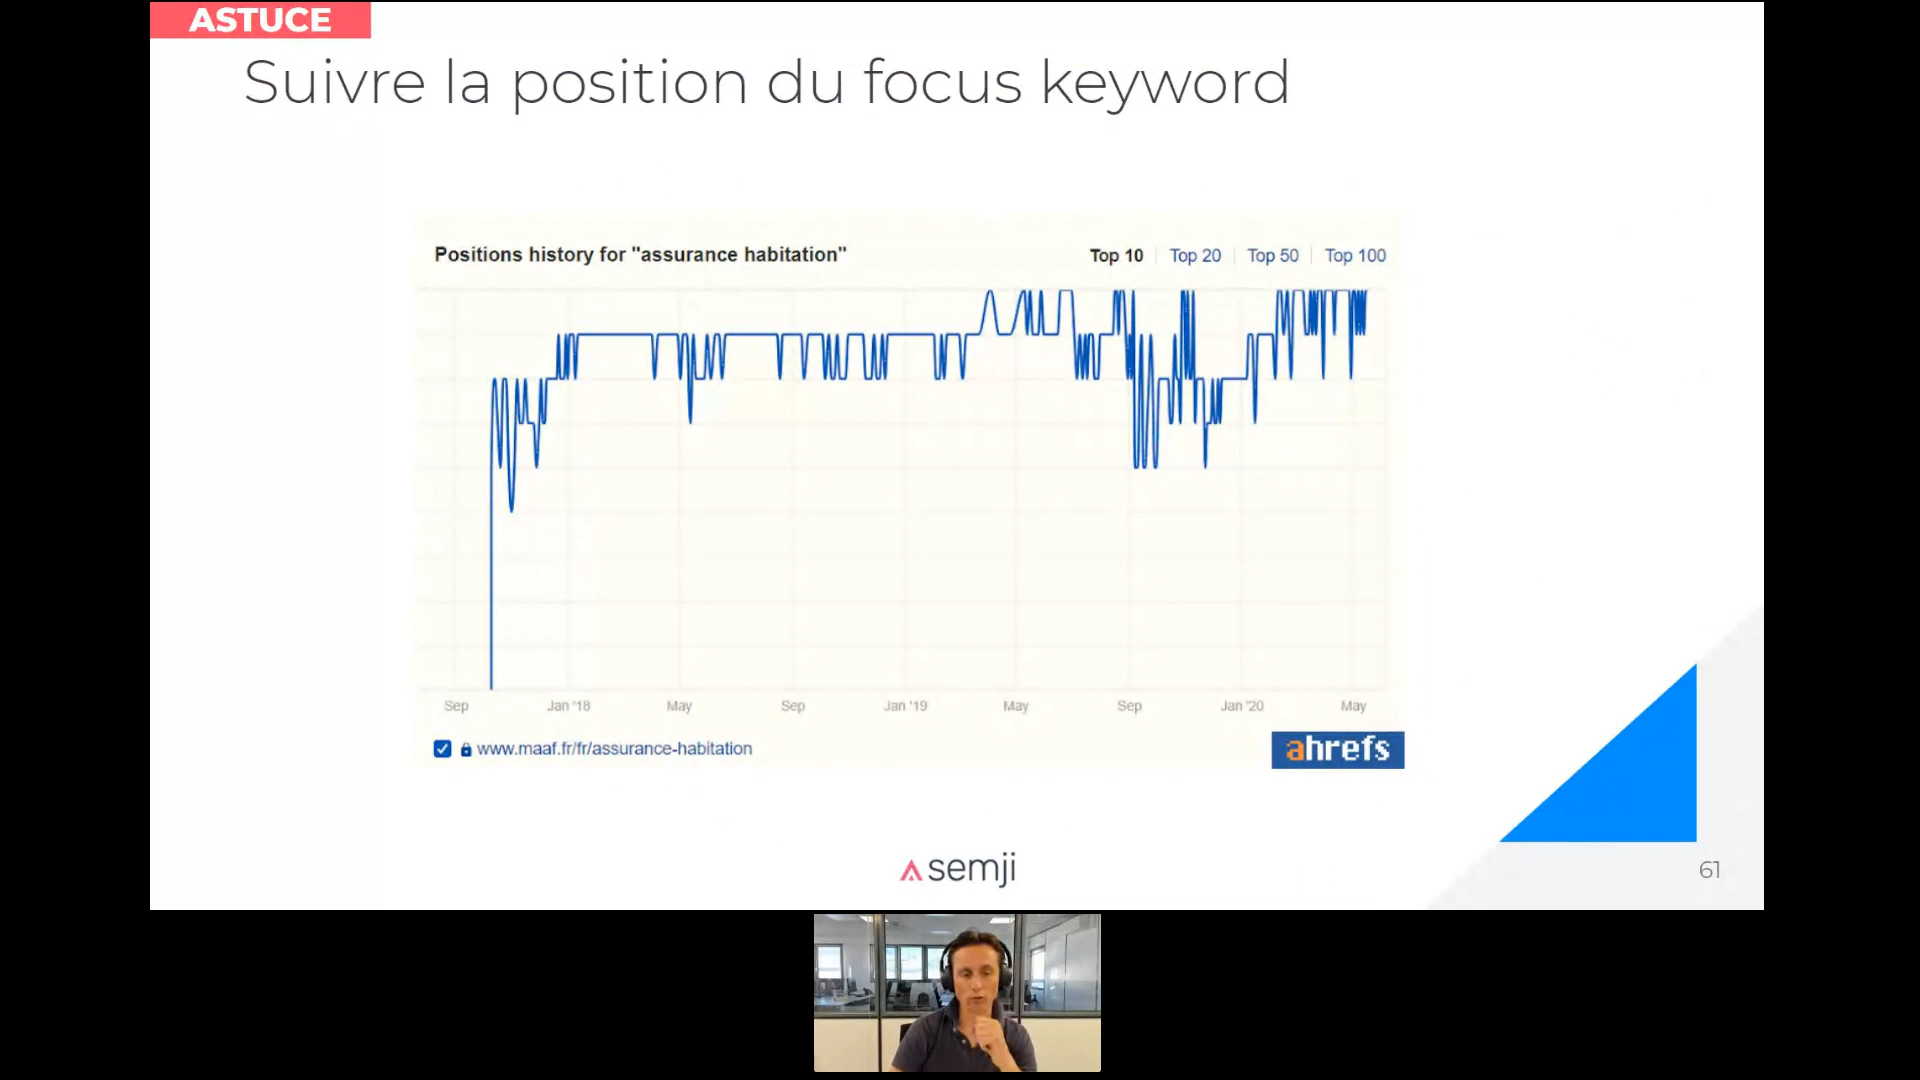 ASTUCE
Suivre la position du focus keyword
Positions history for "assurance habitation"
Top 10 Top 20 Top 50 Top 100
Sep Jan '18 May Sep Jan '19 May Sep Jan '20 May
www.maaf.fr/fr/assurance-habitation
ahrefs
semji
61